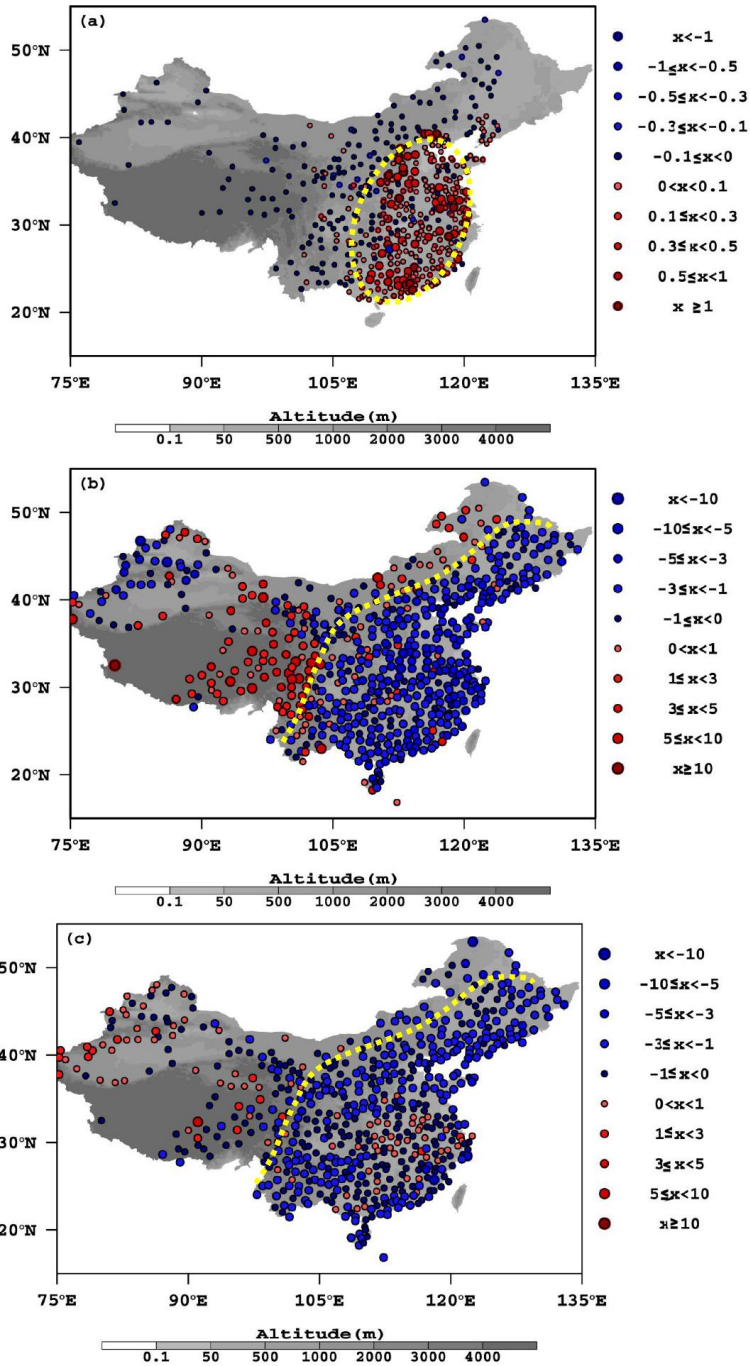 (a)
50°N
40°N
30°N
20°N
75°E 90°E 105°E 120°E 135°E
x<-1
-1≤x<-0.5
-0.5≤x<-0.3
-0.3≤x<-0.1
-0.1≤x<0
0<x<0.1
0.1≤x<0.3
0.3≤x<0.5
0.5≤x<1
x ≥1
Altitude(m)
0.1 50 500 1000 2000 3000 4000
(b)
50°N
40°N
30°N
20°N
75°E 90°E 105°E 120°E 135°E
x<-10
-10≤x<-5
-5≤x<-3
-3≤x<-1
-1≤x<0
0<x<1
1≤x<3
3≤x<5
5≤x<10
x≥10
Altitude(m)
0.1 50 500 1000 2000 3000 4000
(c)
50°N
40°N
30°N
20°N
75°E 90°E 105°E 120°E 135°E
x<-10
-10≤x<-5
-5≤x<-3
-3≤x<-1
-1≤x<0
0<x<1
1≤x<3
3≤x<5
5≤x<10
x≥10
Altitude(m)
0.1 50 500 1000 2000 3000 4000